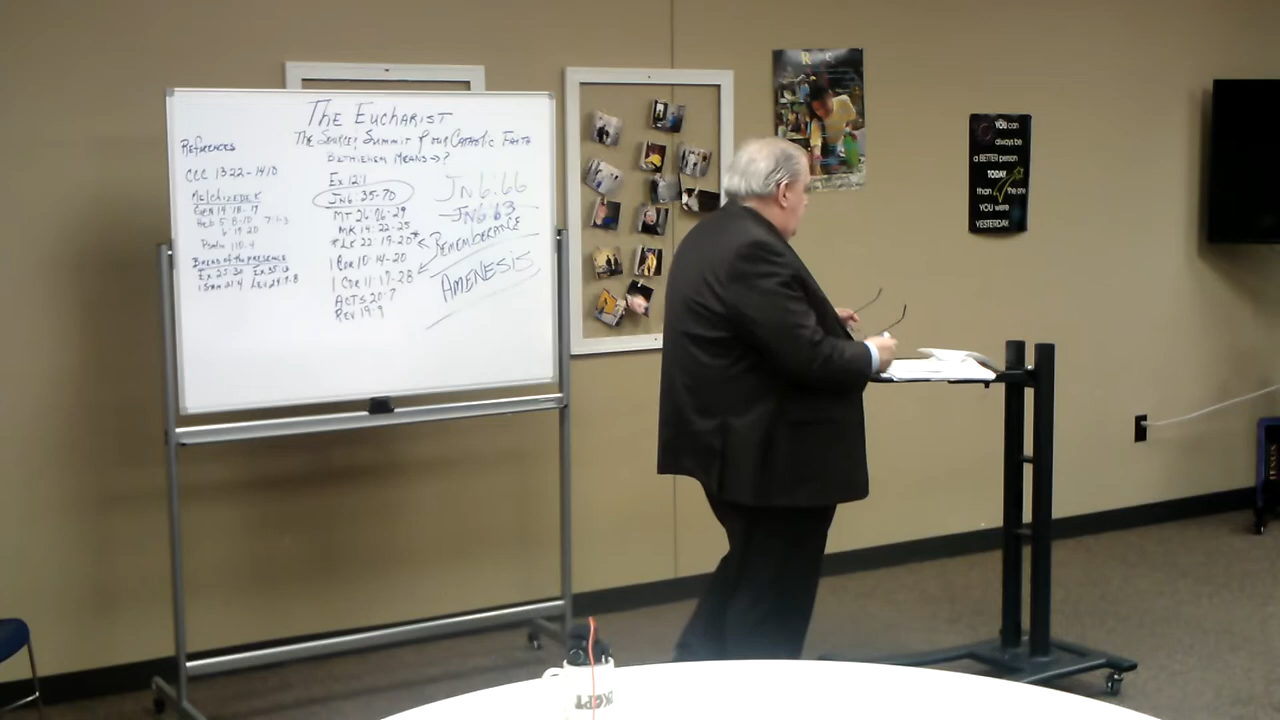 The Eucharist
The Source & Summit of our Catholic Faith
Bethlehem Means → ?
References
CCC 1322-1410
Melchizedek
Gen 14 18-19
Heb 5 8-10 7:1-3
6 19 20
Psalm 110.4
Bread of the presence
Ex. 25:30 Ex 35:13
1 Sam 21:4 Lev 24:7-8
Ex 12:1
Jn 6:35-70
Mt 26:26-29
Mk 14:22-25
*Lk 22:19-20*
1 Cor 10:14-20
1 Cor 11:17-28
Acts 20:7
Rev 19:9
Jn 6:66
Jn 6:63
Rememberance
Amenesis
YOU can
always be
a BETTER person
TODAY
than the one
YOU were
YESTERDAY